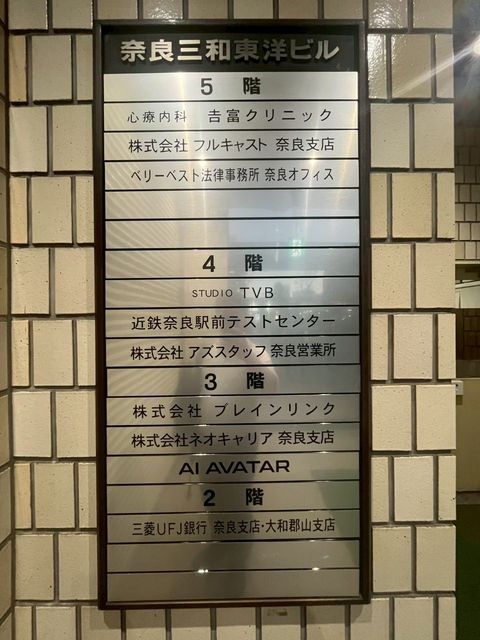 奈良三和東洋ビル
5 階
心療内科 吉富クリニック
株式会社 フルキャスト 奈良支店
ベリーベスト法律事務所 奈良オフィス
4 階
STUDIO TVB
近鉄奈良駅前テストセンター
株式会社 アズスタッフ 奈良営業所
3 階
株式会社 ブレインリンク
株式会社ネオキャリア 奈良支店
AI AVATAR
2 階
三菱UFJ銀行 奈良支店・大和郡山支店